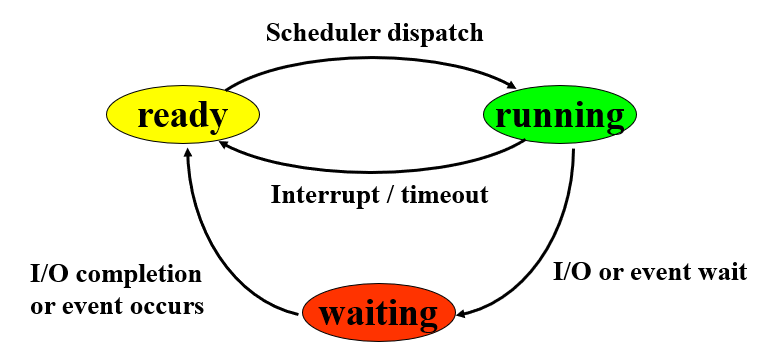 Scheduler dispatch
ready
running
Interrupt / timeout
I/O completion
or event occurs
I/O or event wait
waiting